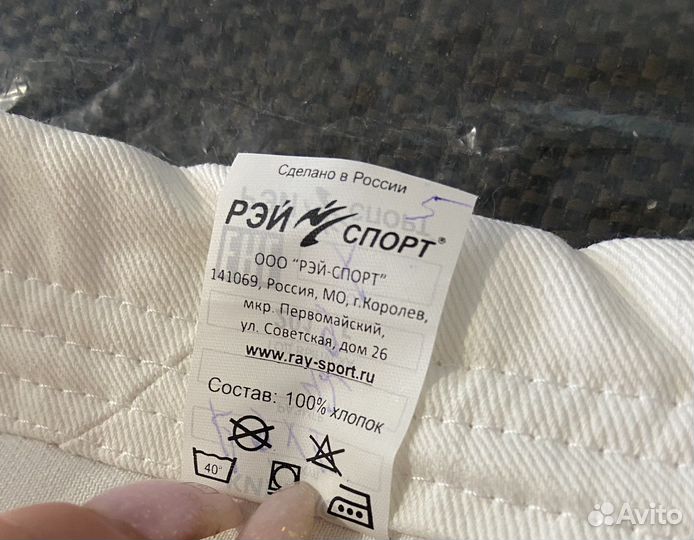 Сделано в России
РЭЙ СПОРТ®
ООО "РЭЙ-СПОРТ"
141069, Россия, МО, г.Королев,
мкр. Первомайский,
ул. Советская, дом 26
www.ray-sport.ru
Состав: 100% хлопок
40°
Avito